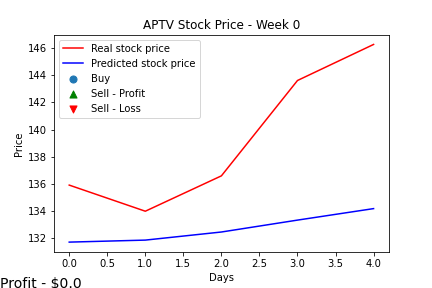 APTV Stock Price - Week 0
Real stock price
Predicted stock price
Buy
Sell - Profit
Sell - Loss
146
144
142
140
138
136
134
132
Price
0.0 0.5 1.0 1.5 2.0 2.5 3.0 3.5 4.0
Days
Profit - $0.0